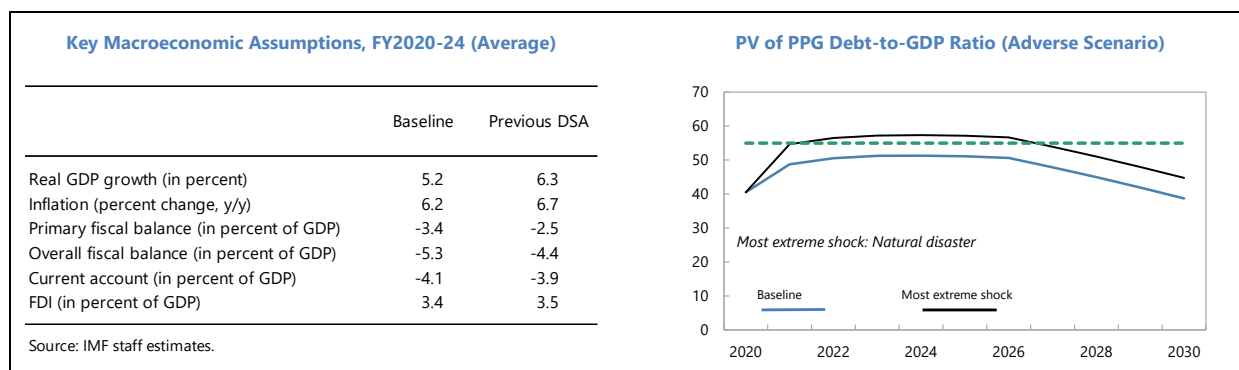 Key Macroeconomic Assumptions, FY2020-24 (Average)
Baseline Previous DSA
Real GDP growth (in percent) 5.2 6.3
Inflation (percent change, y/y) 6.2 6.7
Primary fiscal balance (in percent of GDP) -3.4 -2.5
Overall fiscal balance (in percent of GDP) -5.3 -4.4
Current account (in percent of GDP) -4.1 -3.9
FDI (in percent of GDP) 3.4 3.5
Source: IMF staff estimates.
PV of PPG Debt-to-GDP Ratio (Adverse Scenario)
70
60
50
40
30
20
10
0
Most extreme shock: Natural disaster
Baseline Most extreme shock
2020 2022 2024 2026 2028 2030